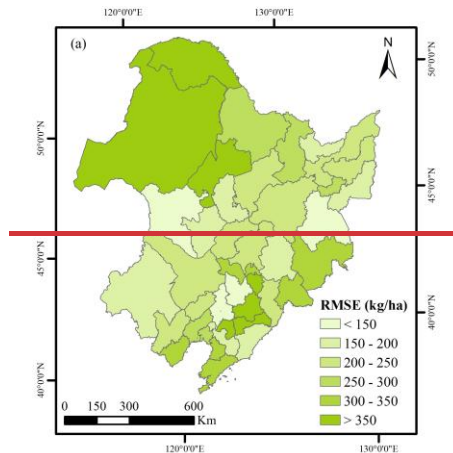 120°0'0"E
130°0'0"E
(a)
N
50°0'0"N
50°0'0"N
45°0'0"N
45°0'0"N
40°0'0"N
40°0'0"N
RMSE (kg/ha)
< 150
150 - 200
200 - 250
250 - 300
300 - 350
> 350
0 150 300 600
Km
120°0'0"E
130°0'0"E